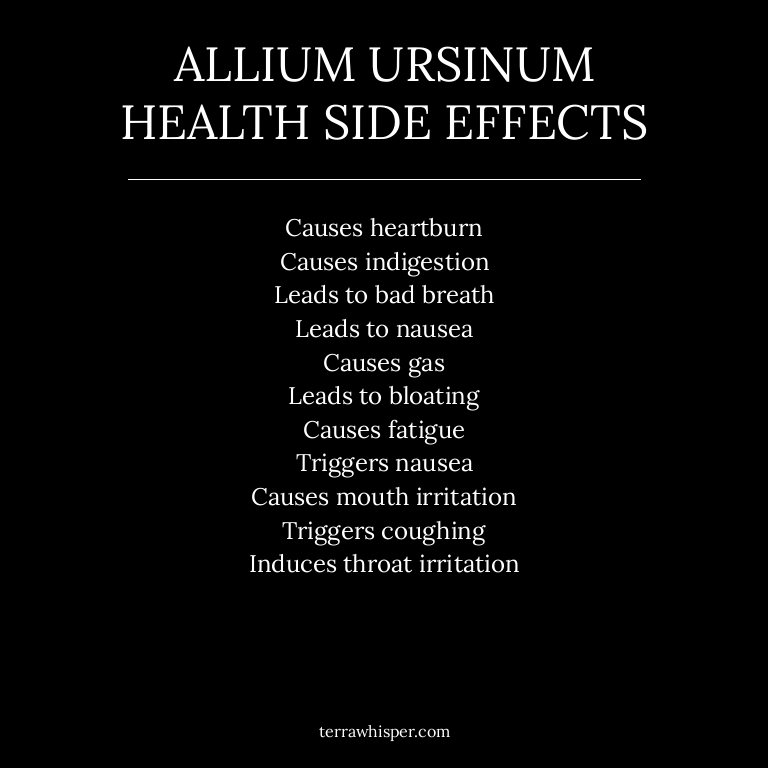 ALLIUM URSINUM
HEALTH SIDE EFFECTS
Causes heartburn
Causes indigestion
Leads to bad breath
Leads to nausea
Causes gas
Leads to bloating
Causes fatigue
Triggers nausea
Causes mouth irritation
Triggers coughing
Induces throat irritation
terrawhisper.com